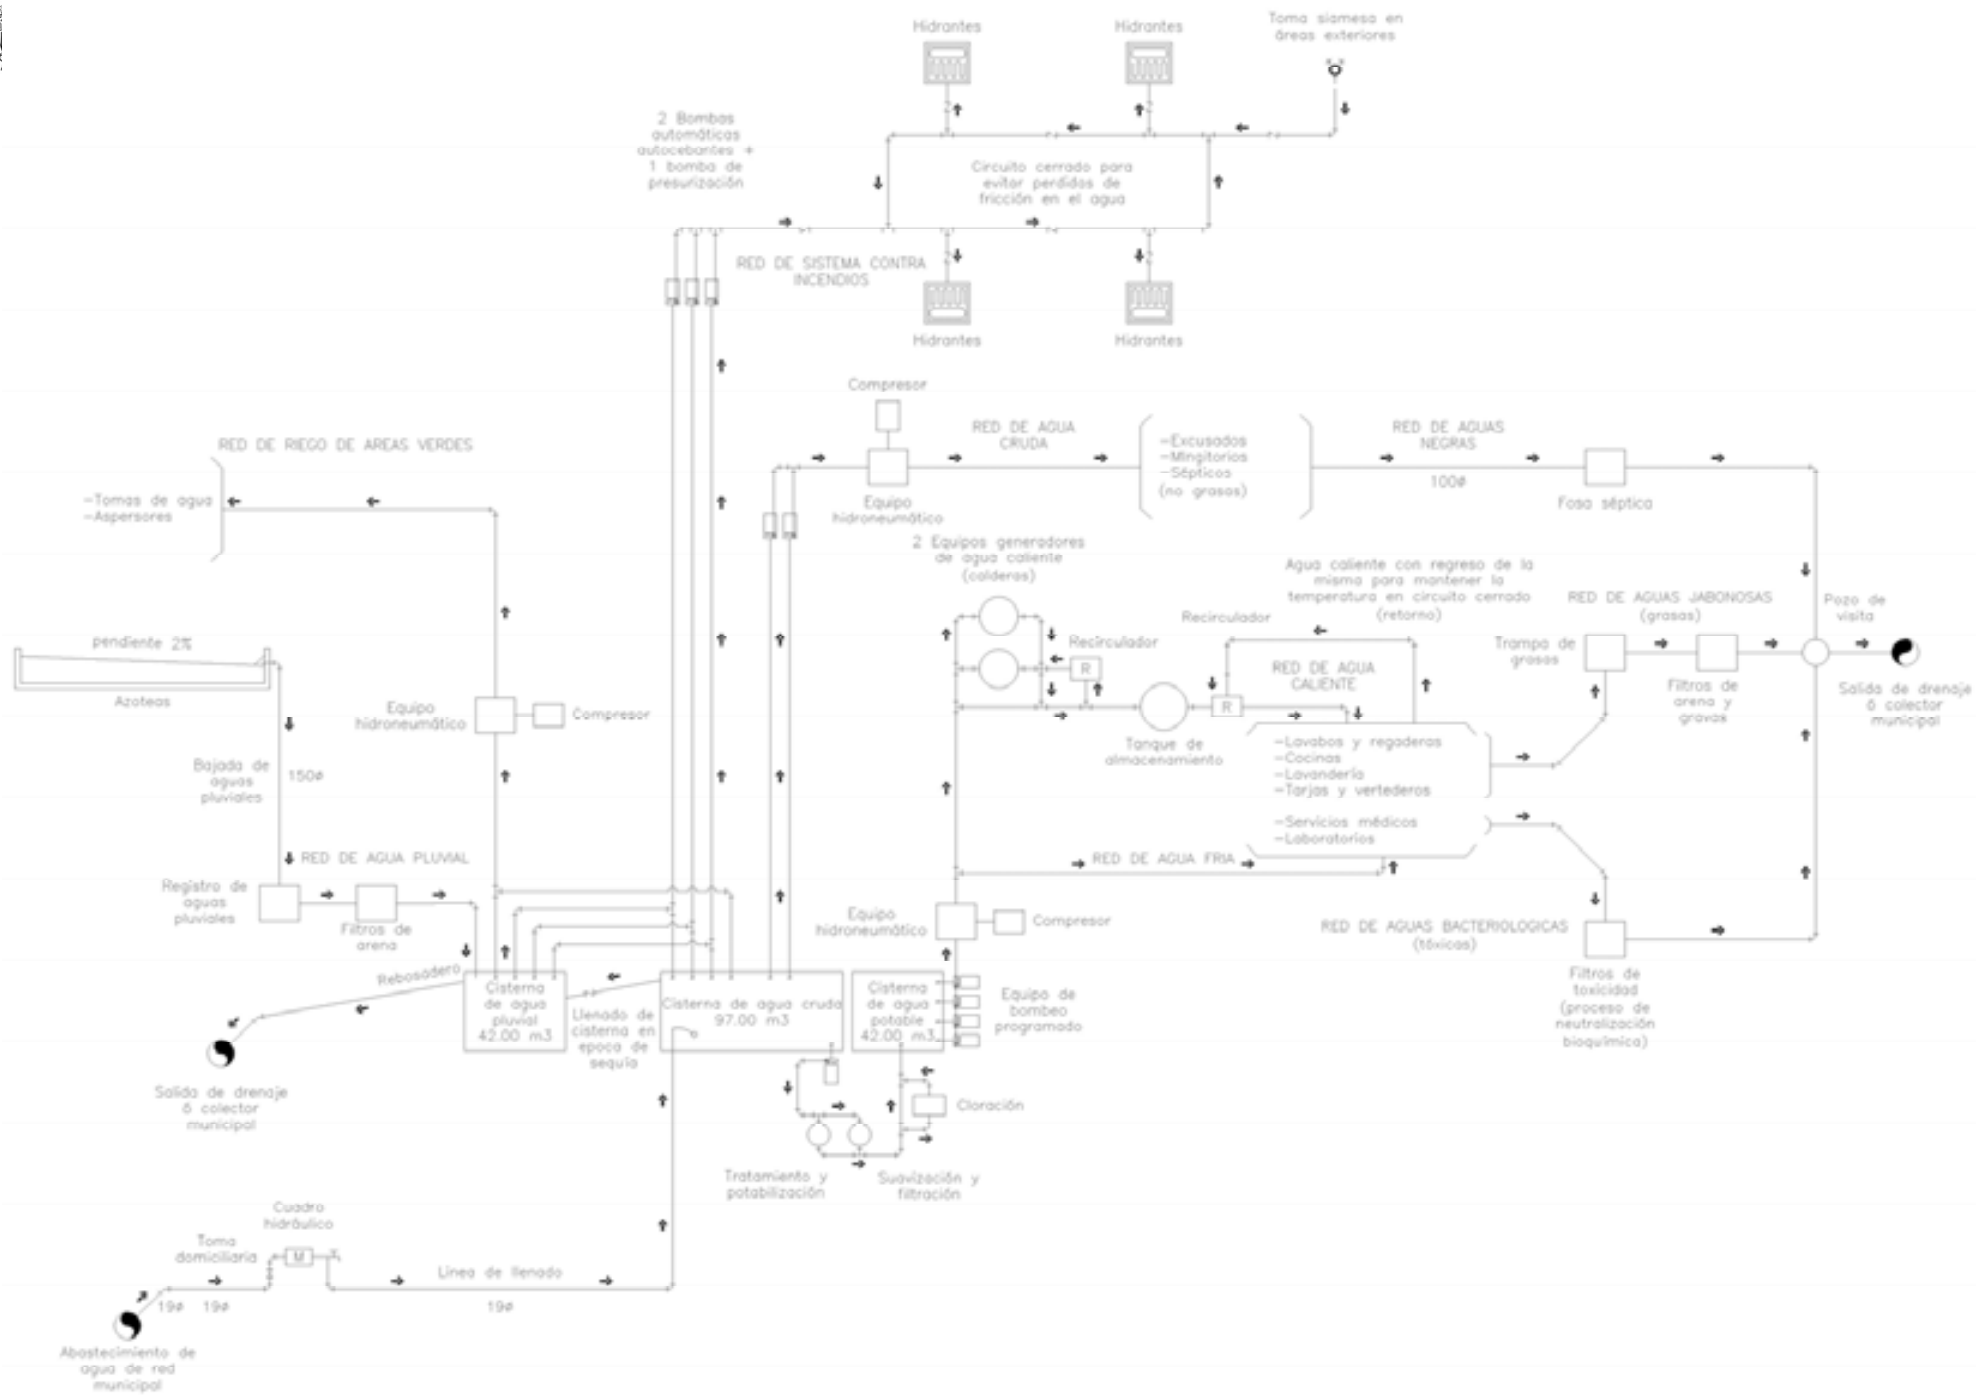 Hidrantes
Hidrantes
Toma siamesa en
áreas exteriores
2 Bombas
automáticas
autocebantes +
1 bomba de
presurización
Circuito cerrado para
evitar perdidas de
fricción en el agua
RED DE SISTEMA CONTRA
INCENDIOS
Hidrantes
Hidrantes
Compresor
RED DE AGUA
CRUDA
-Excusados
-Mingitorios
-Sépticos
(no grasas)
RED DE AGUAS
NEGRAS
100ø
Fosa séptica
Equipo
hidroneumático
RED DE RIEGO DE AREAS VERDES
-Tomas de agua
-Aspersores
2 Equipos generadores
de agua caliente
(calderas)
Agua caliente con regreso de la
misma para mantener la
temperatura en circuito cerrado
(retorno)
RED DE AGUAS JABONOSAS
(grasas)
Pozo de
visita
Recirculador
R
Recirculador
R
RED DE AGUA
CALIENTE
Trampa de
grasas
Filtros de
arena y
gravas
Salida de drenaje
ó colector
municipal
pendiente 2%
Azoteas
Equipo
hidroneumático
Compresor
Tanque de
almacenamiento
-Lavabos y regaderas
-Cocinas
-Lavandería
-Tarjas y vertederos
-Servicios médicos
-Laboratorios
Bajada de
aguas
pluviales
150ø
RED DE AGUA PLUVIAL
RED DE AGUA FRIA
Registro de
aguas
pluviales
Filtros de
arena
Equipo
hidroneumático
Compresor
RED DE AGUAS BACTERIOLOGICAS
(tóxicas)
Filtros de
toxicidad
(proceso de
neutralización
bioquímica)
Rebosadero
Cisterna
de agua
pluvial
42.00 m3
Llenado de
cisterna en
epoca de
sequía
Cisterna de agua cruda
97.00 m3
Cisterna
de agua
potable
42.00 m3
Equipo de
bombeo
programado
Salida de drenaje
ó colector
municipal
Cloración
Tratamiento y
potabilización
Suavización y
filtración
Cuadro
hidráulico
Toma
domiciliaria
M
Linea de llenado
19ø 19ø
19ø
Abastecimiento de
agua de red
municipal